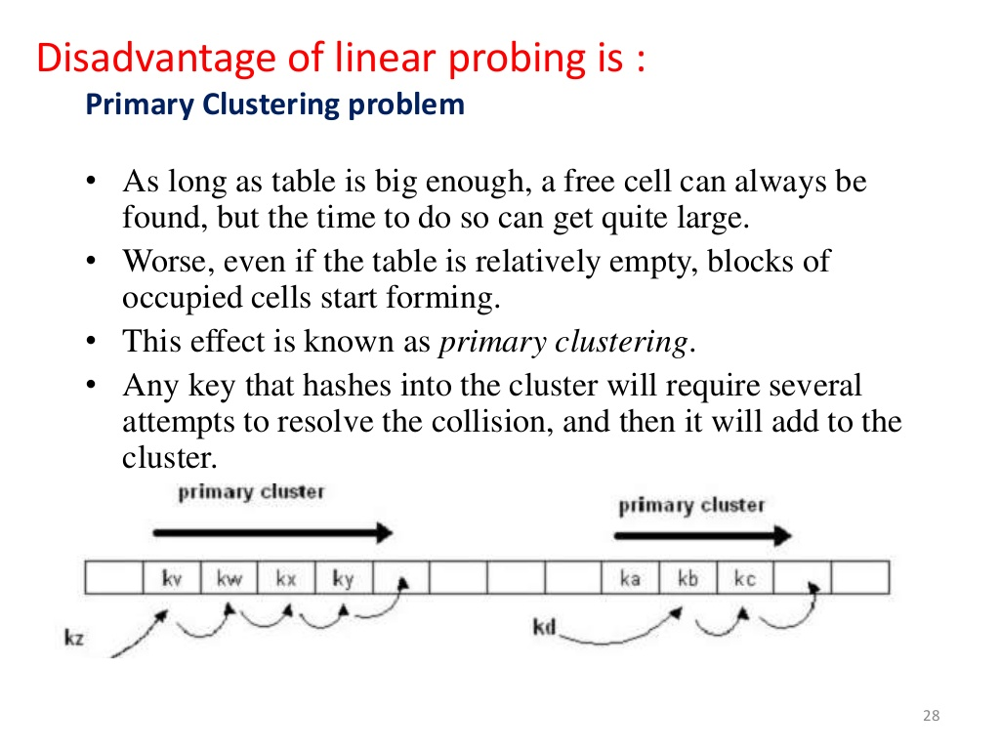 Disadvantage of linear probing is :
Primary Clustering problem
• As long as table is big enough, a free cell can always be
found, but the time to do so can get quite large.
• Worse, even if the table is relatively empty, blocks of
occupied cells start forming.
• This effect is known as primary clustering.
• Any key that hashes into the cluster will require several
attempts to resolve the collision, and then it will add to the
cluster.
primary cluster
primary cluster
kv kw kx ky ka kb kc
kz
kd
28